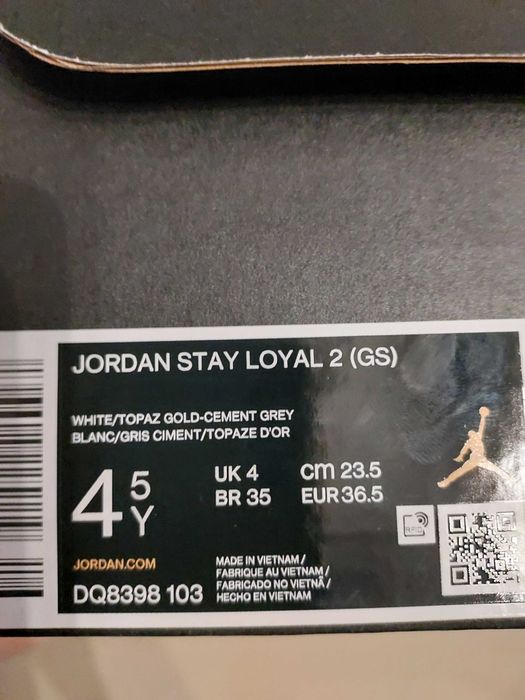 JORDAN STAY LOYAL 2 (GS)
WHITE/TOPAZ GOLD-CEMENT GREY
BLANC/GRIS CIMENT/TOPAZE D'OR
4 5 Y
UK 4 CM 23.5
BR 35 EUR 36.5
RFID
JORDAN.COM
DQ8398 103
MADE IN VIETNAM /
FABRIQUE AU VIETNAM /
FABRICADO NO VIETNÃ /
HECHO EN VIETNAM